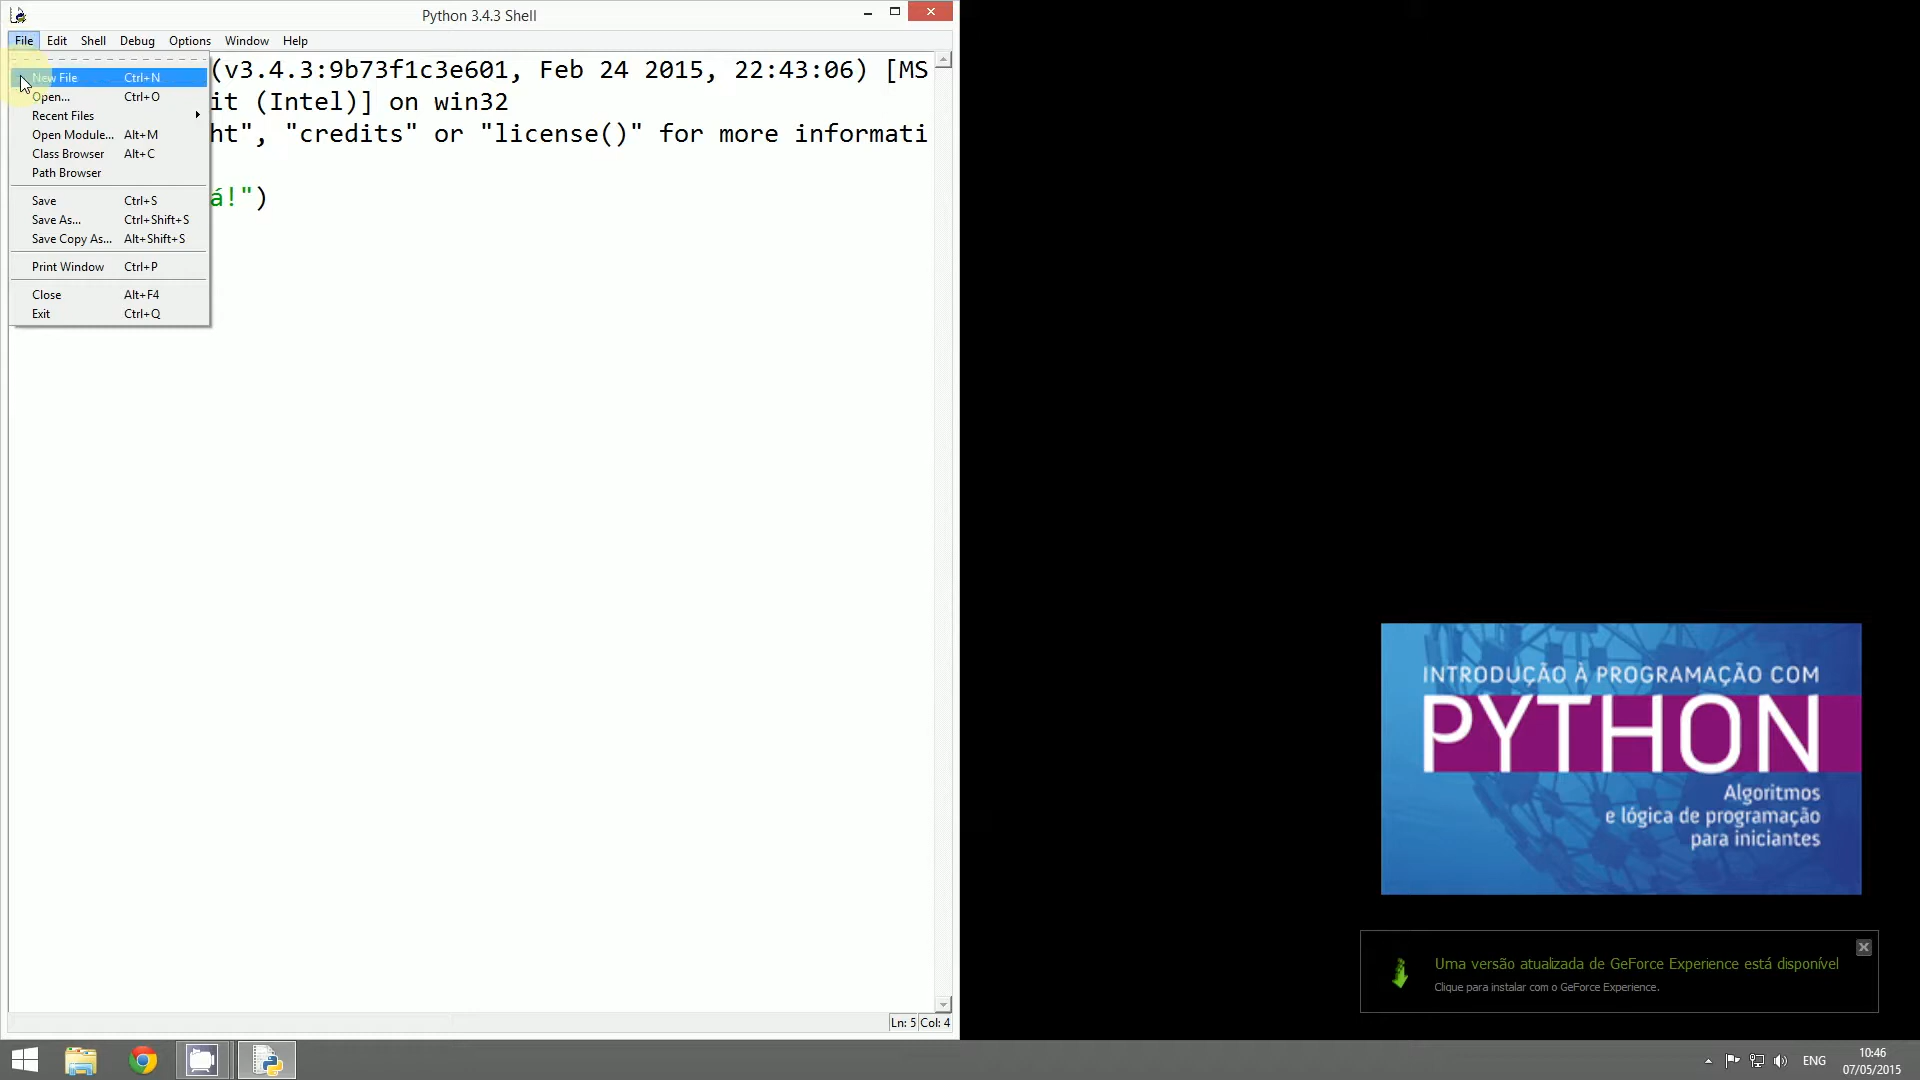 Python 3.4.3 Shell
File Edit Shell Debug Options Window Help
(v3.4.3:9b73f1c3e601, Feb 24 2015, 22:43:06) [MS
it (Intel)] on win32
ht", "credits" or "license()" for more informati
á!")
New File Ctrl+N
Open... Ctrl+O
Recent Files
Open Module... Alt+M
Class Browser Alt+C
Path Browser
Save Ctrl+S
Save As... Ctrl+Shift+S
Save Copy As... Alt+Shift+S
Print Window Ctrl+P
Close Alt+F4
Exit Ctrl+Q
INTRODUÇÃO À PROGRAMAÇÃO COM
PYTHON
Algoritmos
e lógica de programação
para iniciantes
Uma versão atualizada de GeForce Experience está disponível
Clique para instalar com o GeForce Experience.
Ln: 5 Col: 4
ENG
10:46
07/05/2015